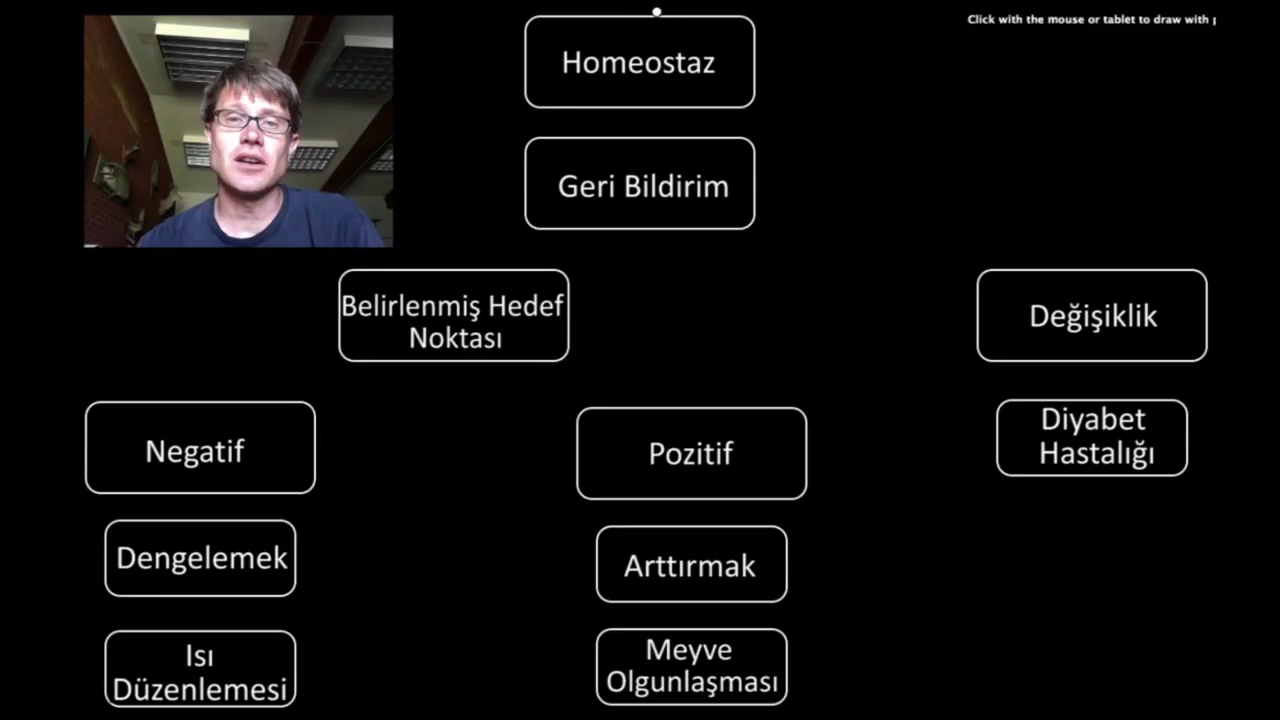 Click with the mouse or tablet to draw with
Homeostaz
Geri Bildirim
Belirlenmiş Hedef
Noktası
Değişiklik
Negatif
Pozitif
Diyabet
Hastalığı
Dengelemek
Arttırmak
Isı
Düzenlemesi
Meyve
Olgunlaşması